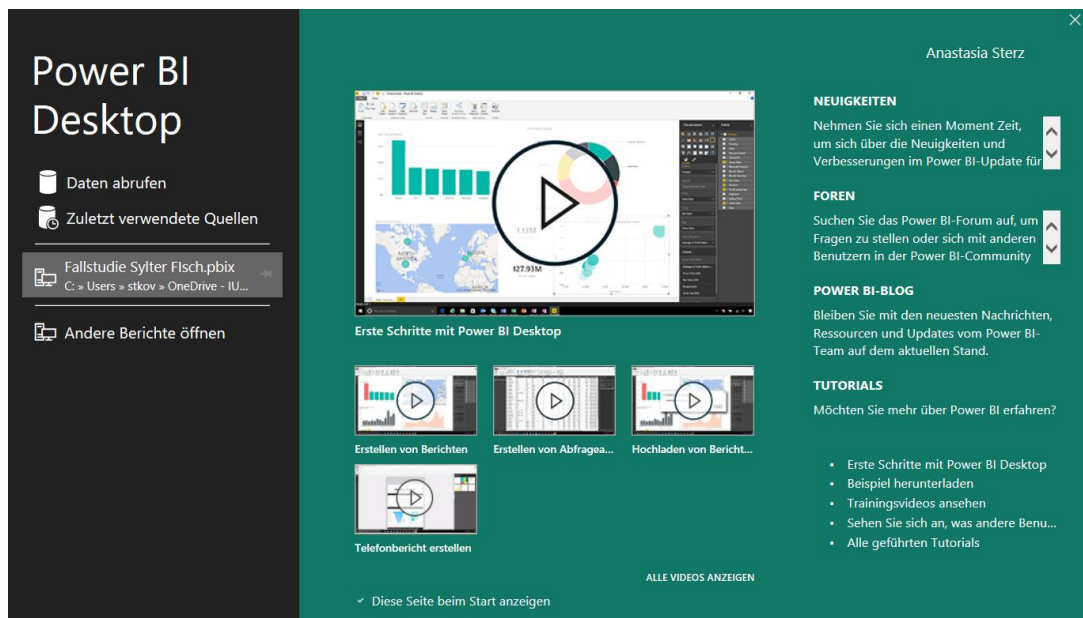 Power BI
Desktop
Daten abrufen
Zuletzt verwendete Quellen
Fallstudie Sylter FIsch.pbix
C: » Users » stkov » OneDrive - IU...
Andere Berichte öffnen
127.93M
Erste Schritte mit Power BI Desktop
Erstellen von Berichten
Erstellen von Abfragea...
Hochladen von Bericht...
Telefonbericht erstellen
ALLE VIDEOS ANZEIGEN
Diese Seite beim Start anzeigen
Anastasia Sterz
NEUIGKEITEN
Nehmen Sie sich einen Moment Zeit,
um sich über die Neuigkeiten und
Verbesserungen im Power BI-Update für
FOREN
Suchen Sie das Power BI-Forum auf, um
Fragen zu stellen oder sich mit anderen
Benutzern in der Power BI-Community
POWER BI-BLOG
Bleiben Sie mit den neuesten Nachrichten,
Ressourcen und Updates vom Power BI-
Team auf dem aktuellen Stand.
TUTORIALS
Möchten Sie mehr über Power BI erfahren?
• Erste Schritte mit Power BI Desktop
• Beispiel herunterladen
• Trainingsvideos ansehen
• Sehen Sie sich an, was andere Benu...
• Alle geführten Tutorials